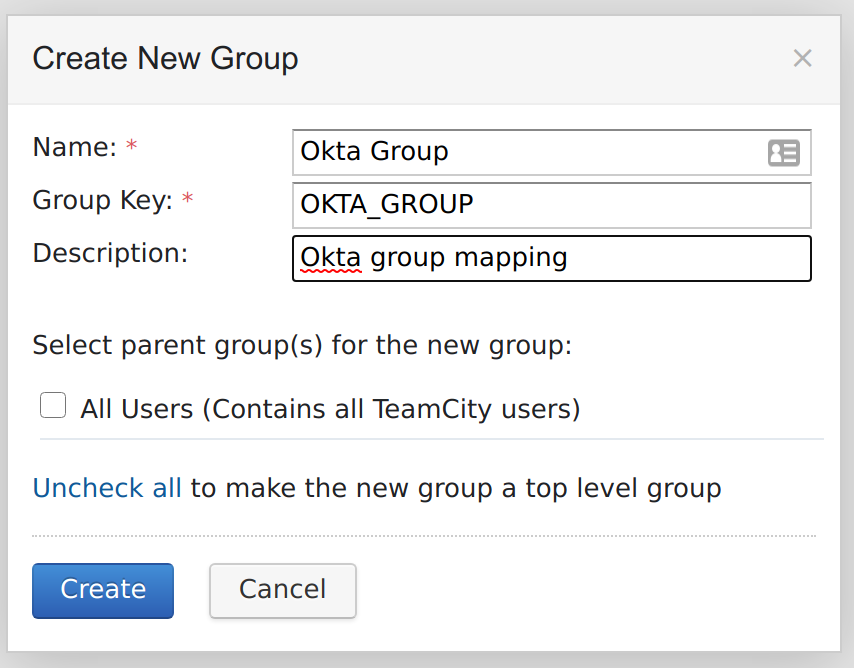 Create New Group
Name: * Okta Group
Group Key: * OKTA_GROUP
Description: Okta group mapping
Select parent group(s) for the new group:
All Users (Contains all TeamCity users)
Uncheck all to make the new group a top level group
Create Cancel